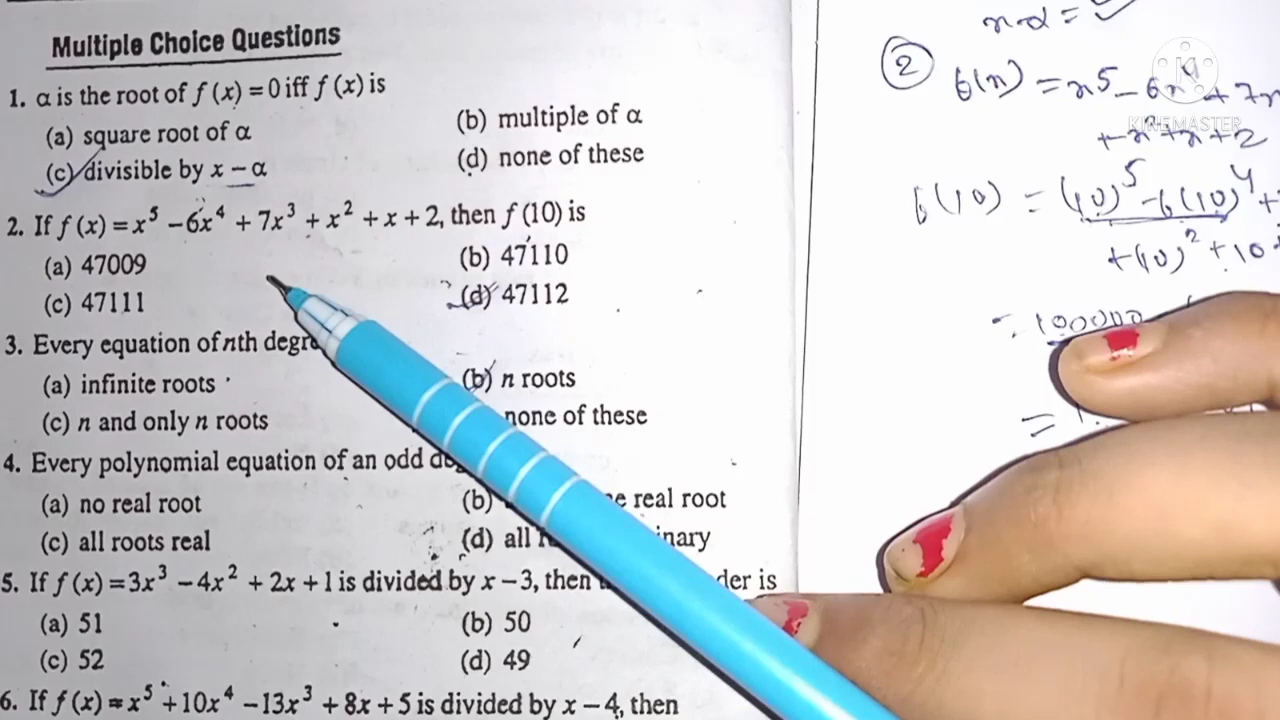 Multiple Choice Questions
1. α is the root of f (x) = 0 iff f (x) is
(a) square root of α
(b) multiple of α
(c) divisible by x − α
(d) none of these
2. If f (x) = x⁵ − 6x⁴ + 7x³ + x² + x + 2, then f (10) is
(a) 47009
(b) 47110
(c) 47111
(d) 47112
3. Every equation of nth
(a) infinite roots
(b) n roots
(c) n and only n roots
none of these
4. Every polynomial equation of an odd
(a) no real root
(b) real root
(c) all roots real
(d) all
5. If f (x) = 3x³ − 4x² + 2x + 1 is divided by x − 3, then is
(a) 51
(b) 50
(c) 52
(d) 49
6. If f (x) = x⁵ + 10x⁴ − 13x³ + 8x + 5 is divided by x − 4, then
x-α =
② f(x) = x⁵ - 6x⁴ + 7x
+ x² + x + 2
f(10) = (10)⁵ - 6(10)⁴ +
+ (10)² + 10
= 100000
=
KINEMASTER